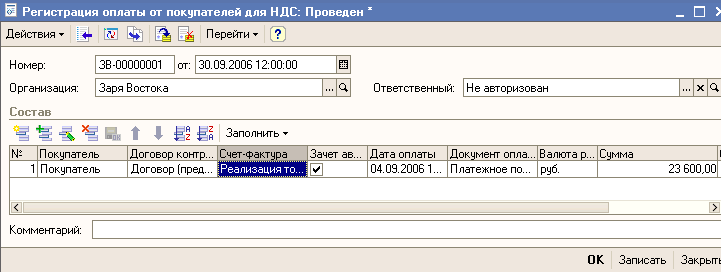 Регистрация оплаты от покупателей для НДС: Проведен *
Действия Перейти ?
Номер: ЗВ-00000001 от: 30.09.2006 12:00:00
Организация: Заря Востока ... Ответственный: Не авторизован ...
Состав
Заполнить
№ Покупатель Договор контр... Счет-фактура Зачет ав... Дата оплаты Документ опла... Валюта р... Сумма
1 Покупатель Договор (пред... Реализация то... 04.09.2006 1... Платежное по... руб. 23 600,00
Комментарий:
OK Записать Закрыть